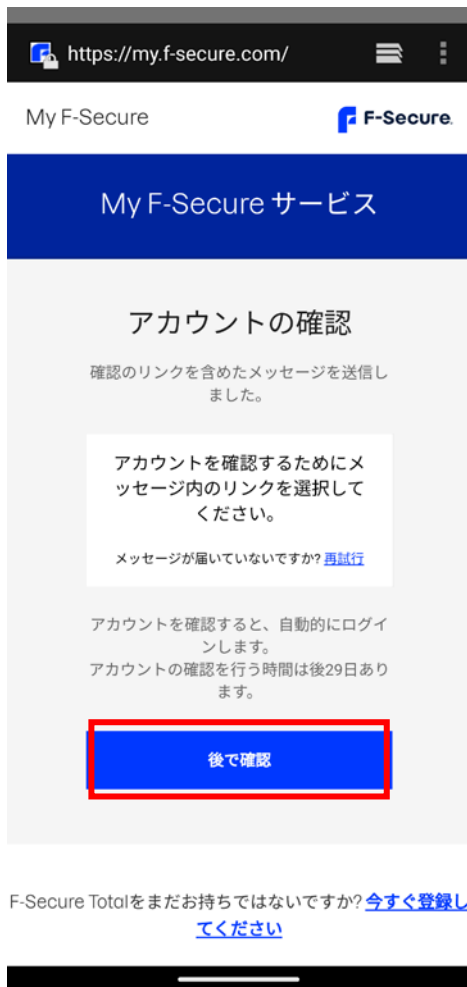 https://my.f-secure.com/
My F-Secure
F-Secure.
My F-Secure サービス
アカウントの確認
確認のリンクを含めたメッセージを送信し
ました。
アカウントを確認するためにメ
ッセージ内のリンクを選択して
ください。
メッセージが届いていないですか? 再試行
アカウントを確認すると、自動的にログイ
ンします。
アカウントの確認を行う時間は後29日あり
ます。
後で確認
F-Secure Totalをまだお持ちではないですか? 今すぐ登録し
てください